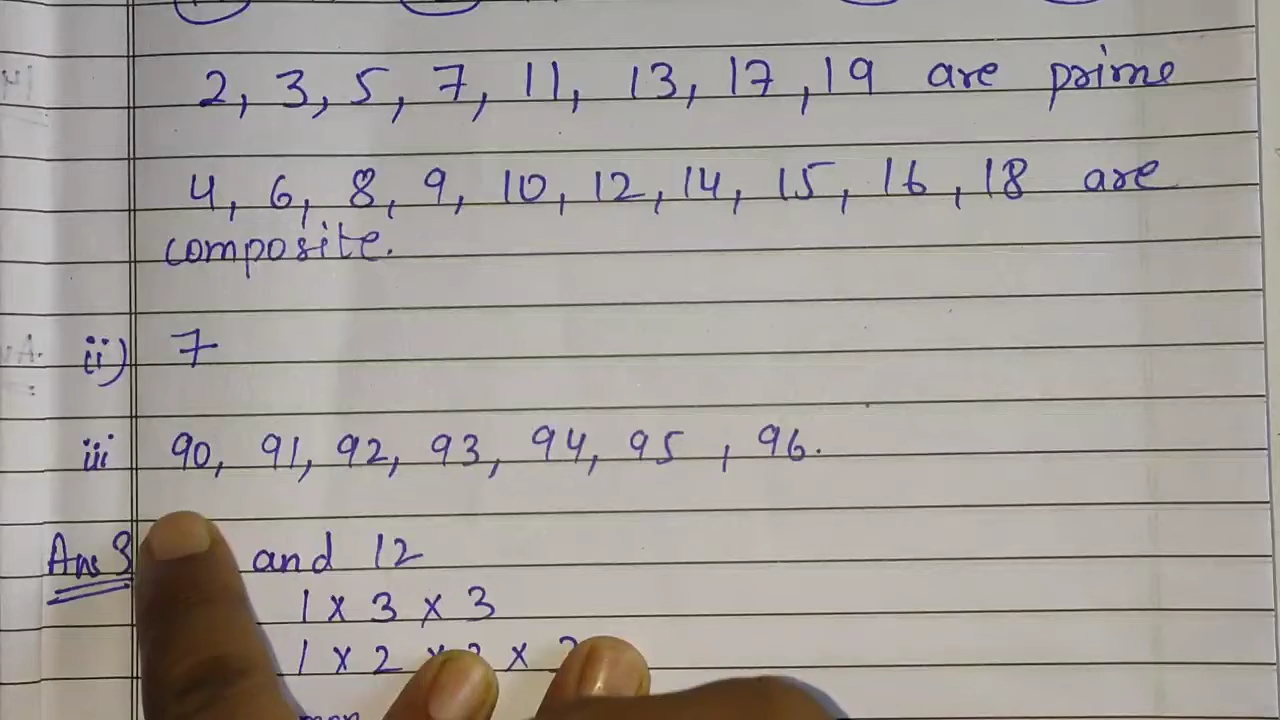 2, 3, 5, 7, 11, 13, 17, 19 are prime
4, 6, 8, 9, 10, 12, 14, 15, 16, 18 are
composite.
ii) 7
iii 90, 91, 92, 93, 94, 95, 96.
Ans 3 and 12
1 x 3 x 3
1 x 2 x x